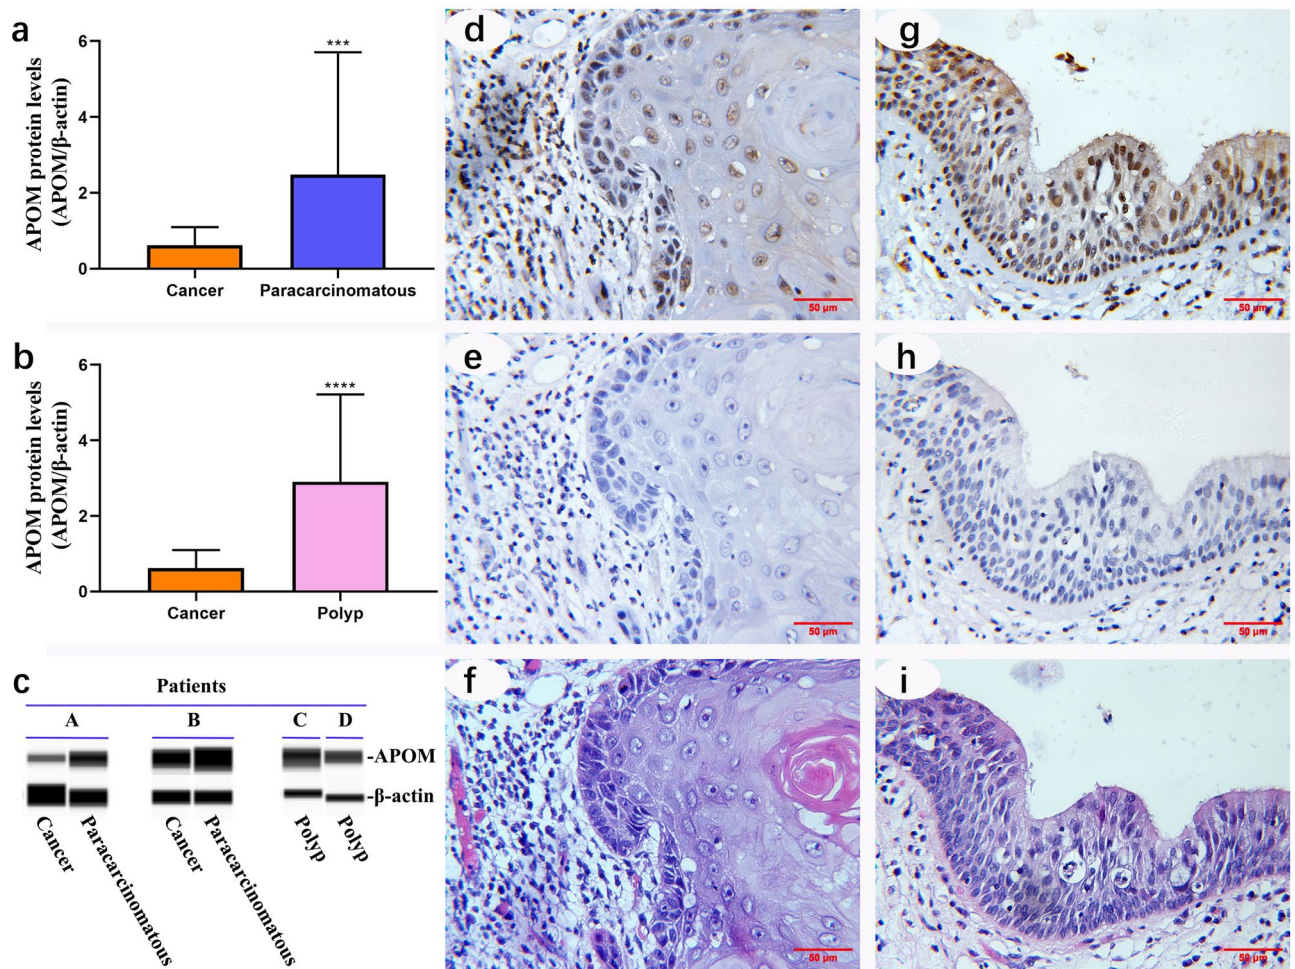 a
APOM protein levels
(APOM/β-actin)
6
4
2
0
***
Cancer
Paracarcinomatous
b
APOM protein levels
(APOM/β-actin)
6
4
2
0
****
Cancer
Polyp
c
Patients
A
B
C
D
-APOM
-β-actin
Cancer
Paracarcinomatous
Cancer
Paracarcinomatous
Polyp
Polyp
d
50 μm
e
50 μm
f
50 μm
g
50 μm
h
50 μm
i
50 μm